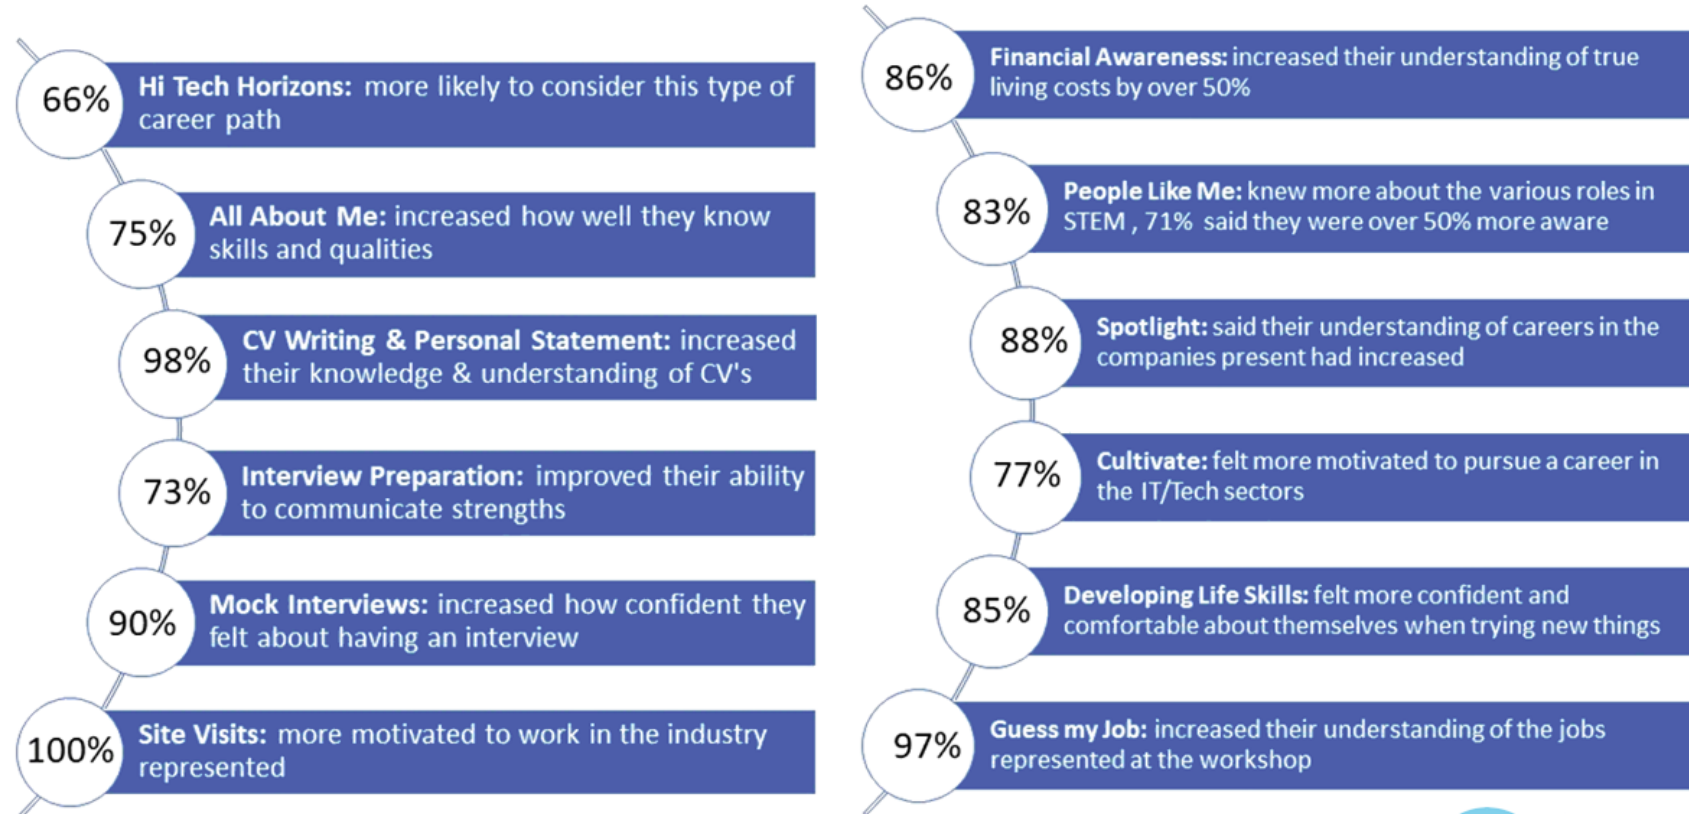 66%
Hi Tech Horizons: more likely to consider this type of
career path
75%
All About Me: increased how well they know
skills and qualities
98%
CV Writing & Personal Statement: increased
their knowledge & understanding of CV's
73%
Interview Preparation: improved their ability
to communicate strengths
90%
Mock Interviews: increased how confident they
felt about having an interview
100%
Site Visits: more motivated to work in the industry
represented
86%
Financial Awareness: increased their understanding of true
living costs by over 50%
83%
People Like Me: knew more about the various roles in
STEM , 71% said they were over 50% more aware
88%
Spotlight: said their understanding of careers in the
companies present had increased
77%
Cultivate: felt more motivated to pursue a career in
the IT/Tech sectors
85%
Developing Life Skills: felt more confident and
comfortable about themselves when trying new things
97%
Guess my Job: increased their understanding of the jobs
represented at the workshop